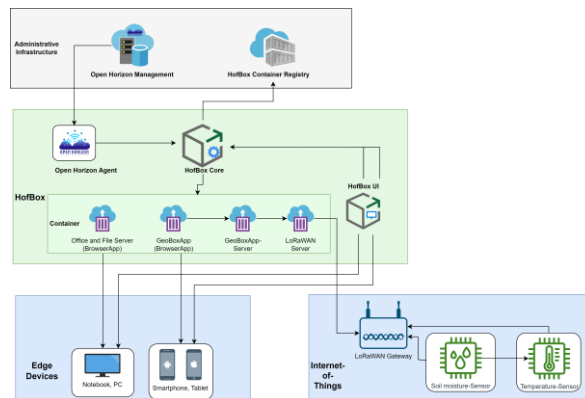 Administrative
Infrastructure
Open Horizon Management
HofBox Container Registry
OPEN HORIZON
Open Horizon Agent
HofBox Core
HofBox UI
HofBox
Container
Office and File Server
(BrowserApp)
GeoBoxApp
(BrowserApp)
GeoBoxApp-
Server
LoRaWAN
Server
Edge
Devices
Notebook, PC
Smartphone, Tablet
LoRaWAN Gateway
Internet-
of-
Things
Soil moisture-Sensor
Temperature-Sensor